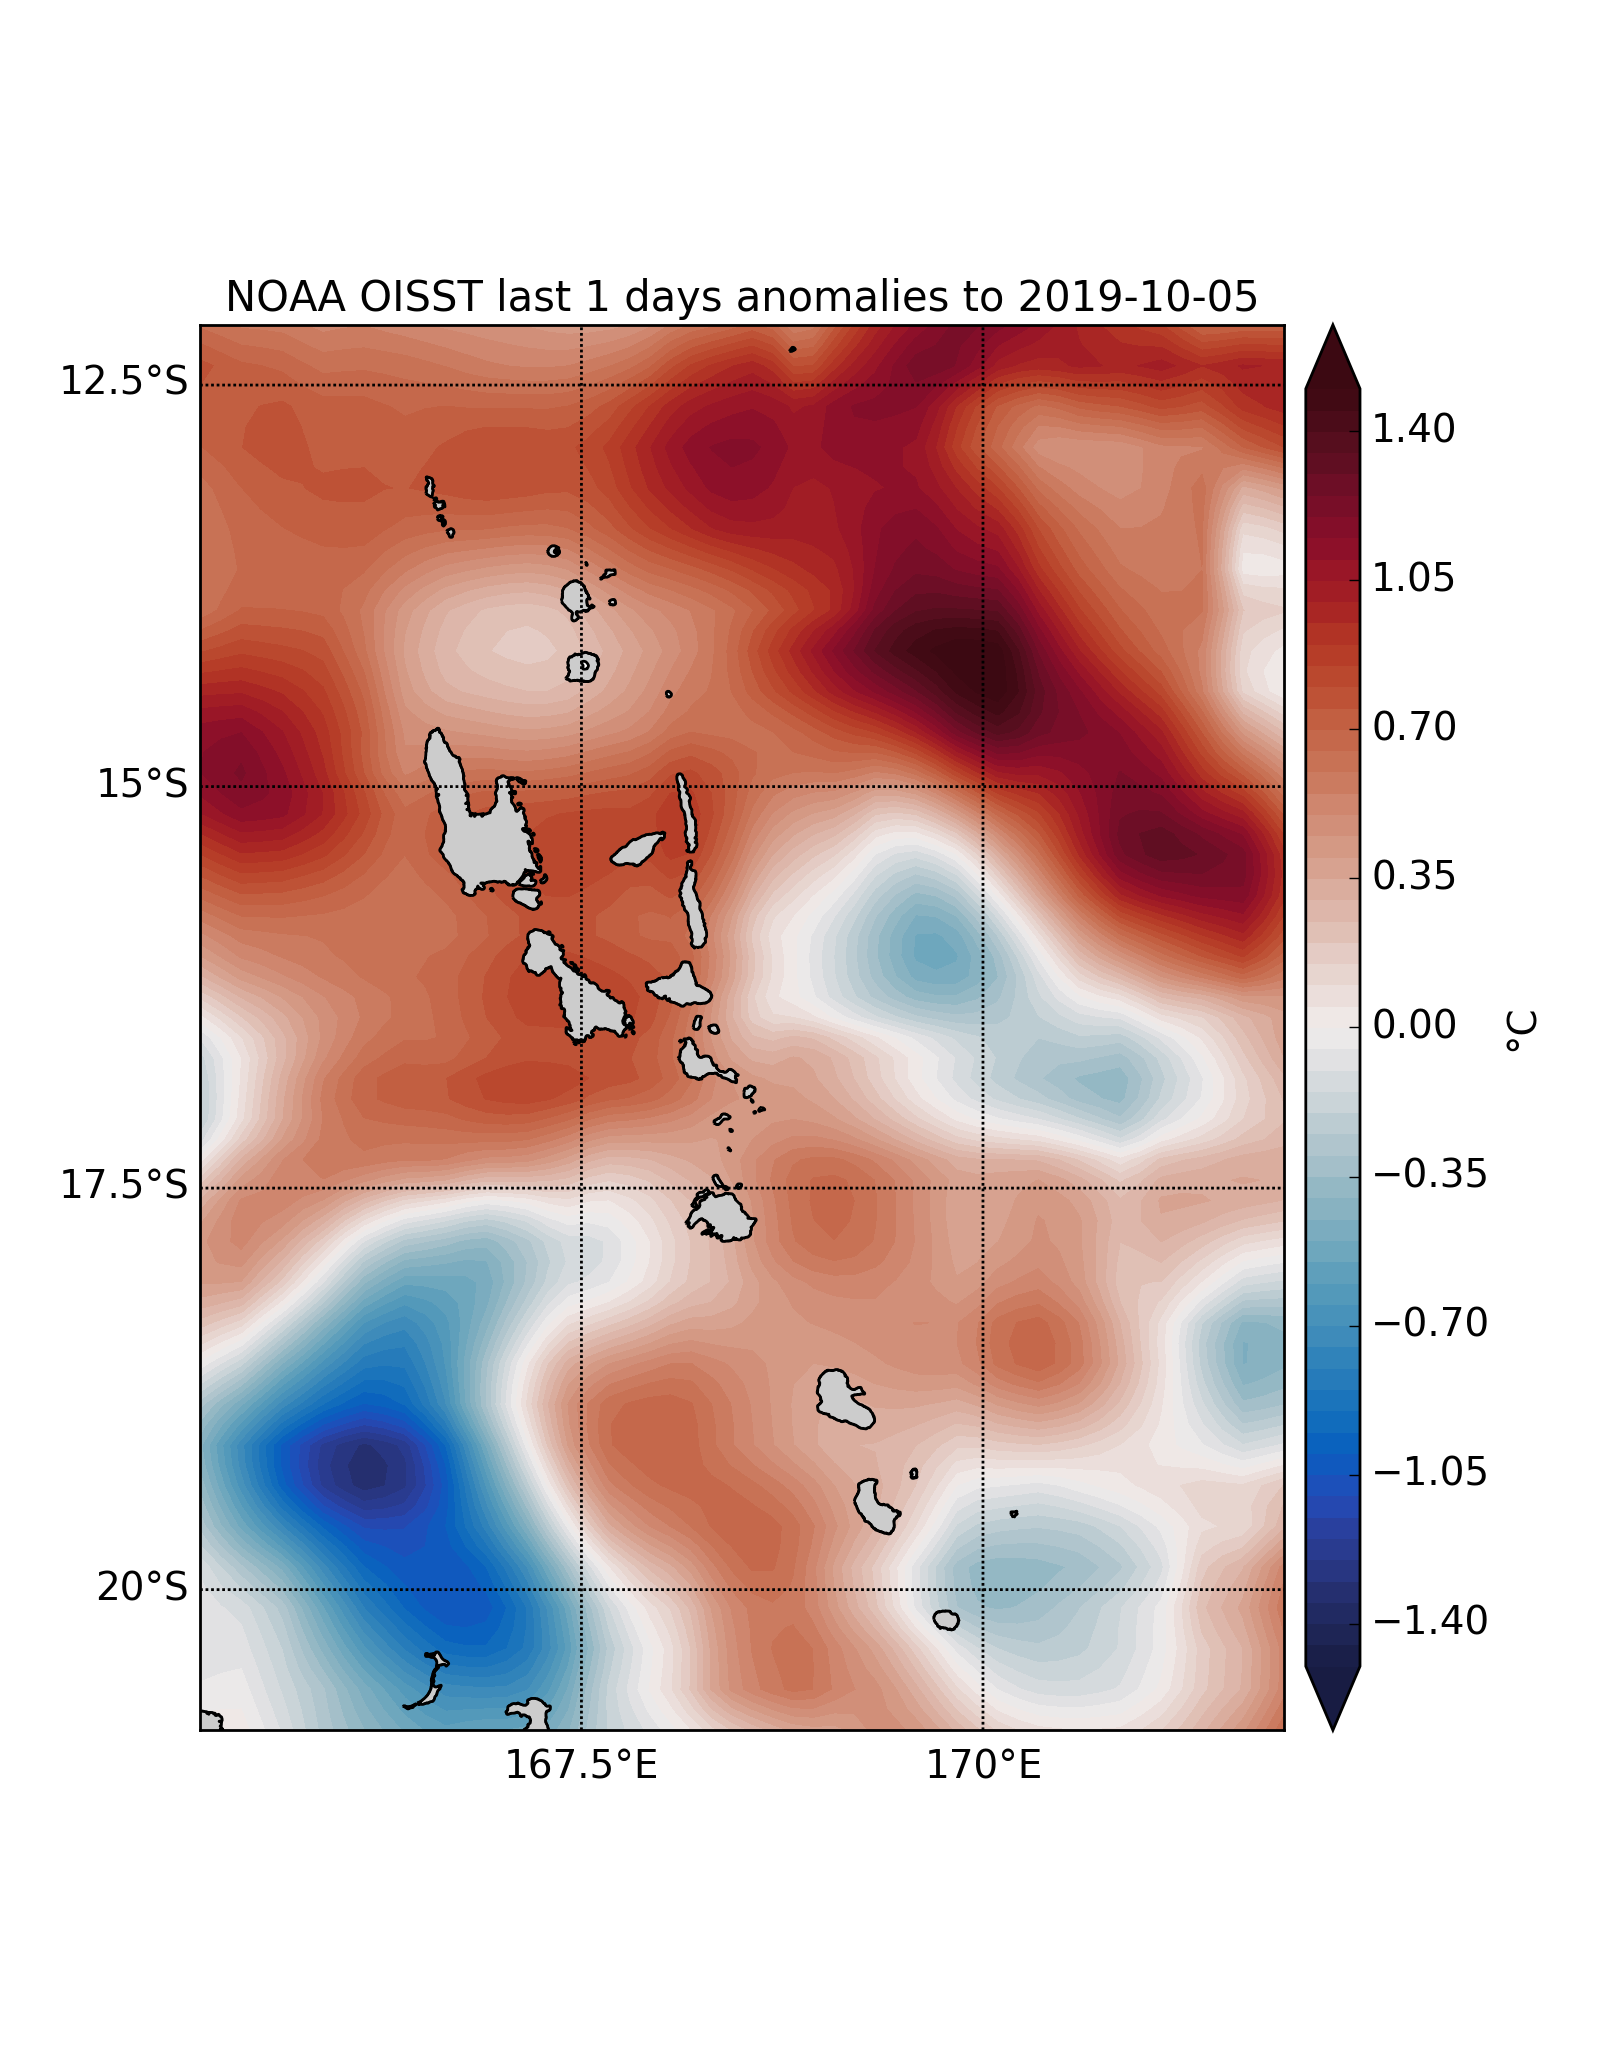 NOAA OISST last 1 days anomalies to 2019-10-05
12.5°S
15°S
17.5°S
20°S
167.5°E
170°E
1.40
1.05
0.70
0.35
0.00
−0.35
−0.70
−1.05
−1.40
°C